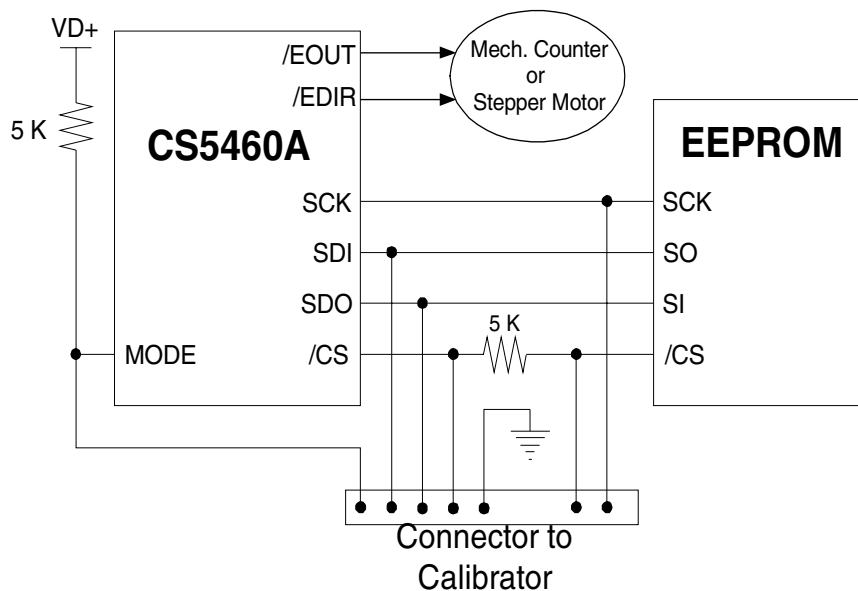 VD+
5 K
CS5460A
/EOUT
/EDIR
SCK
SDI
SDO
/CS
MODE
Mech. Counter
or
Stepper Motor
5 K
EEPROM
SCK
SO
SI
/CS
Connector to
Calibrator